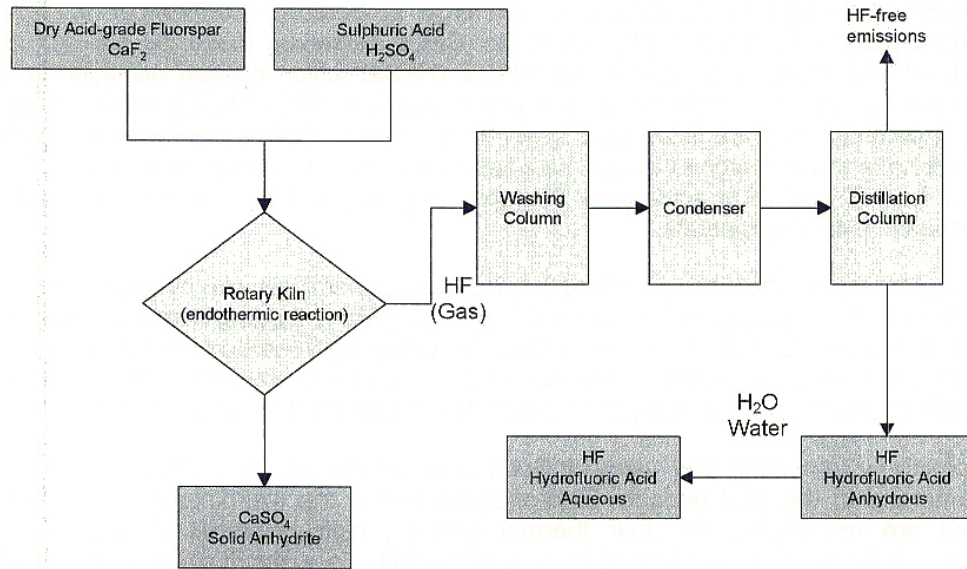 Dry Acid-grade Fluorspar
CaF₂
Sulphuric Acid
H₂SO₄
HF-free
emissions
Washing
Column
Condenser
Distillation
Column
Rotary Kiln
(endothermic reaction)
HF
(Gas)
H₂O
Water
HF
Hydrofluoric Acid
Aqueous
HF
Hydrofluoric Acid
Anhydrous
CaSO₄
Solid Anhydrite